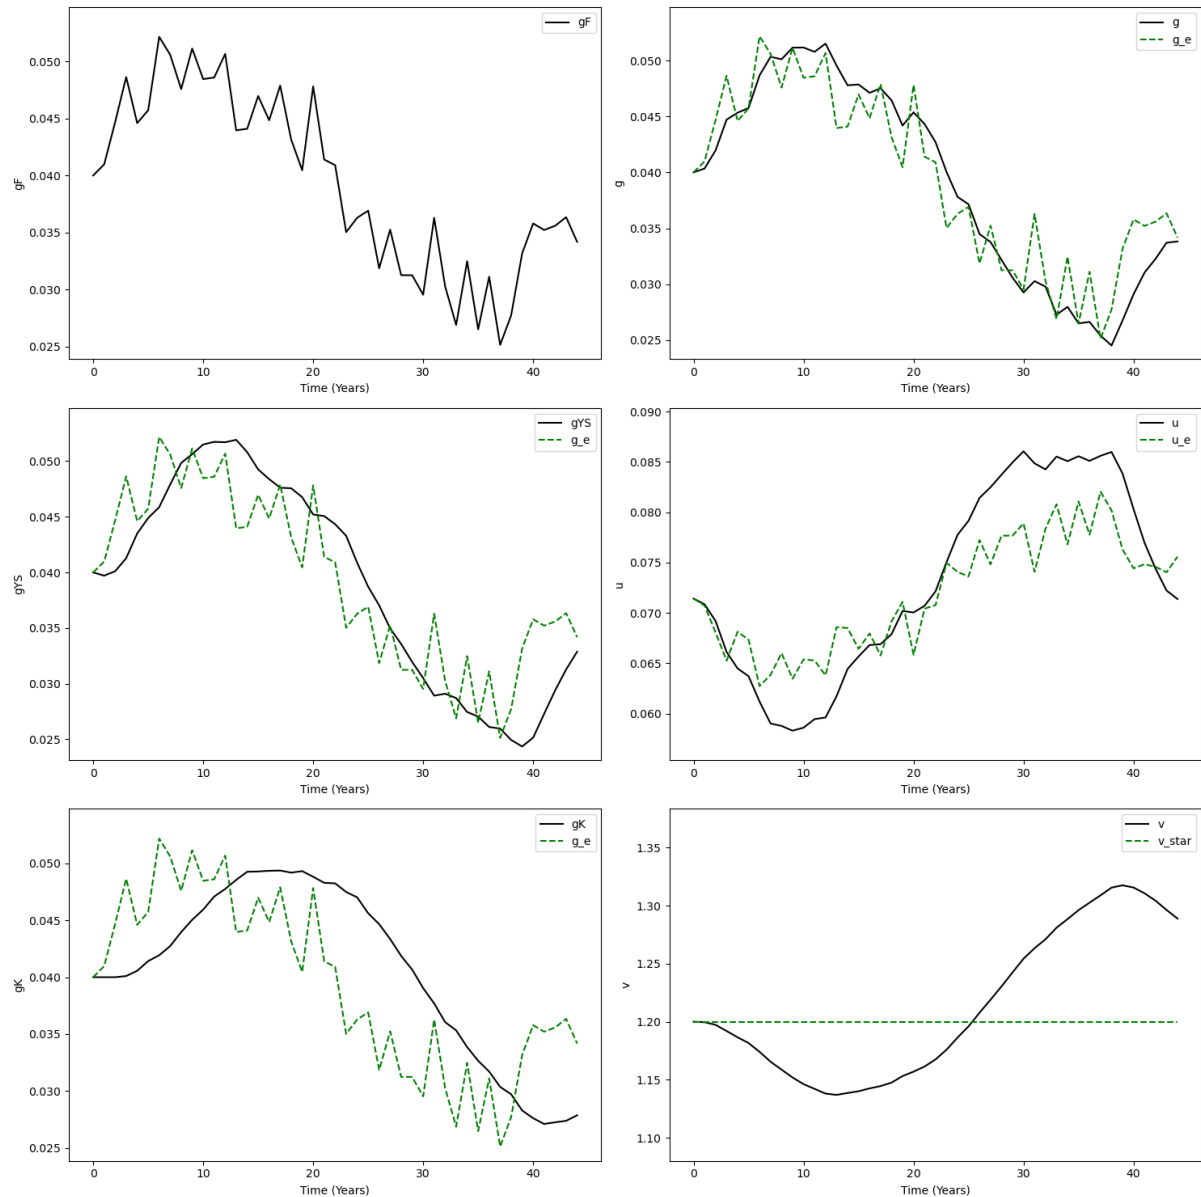 gF
0.050
0.045
0.040
0.035
0.030
0.025
gF
0 10 20 30 40
Time (Years)
g
g_e
0.050
0.045
0.040
0.035
0.030
0.025
g
0 10 20 30 40
Time (Years)
gYS
g_e
0.050
0.045
0.040
0.035
0.030
0.025
gYS
0 10 20 30 40
Time (Years)
u
u_e
0.090
0.085
0.080
0.075
0.070
0.065
0.060
u
0 10 20 30 40
Time (Years)
gK
g_e
0.050
0.045
0.040
0.035
0.030
0.025
gK
0 10 20 30 40
Time (Years)
v
v_star
1.35
1.30
1.25
1.20
1.15
1.10
v
0 10 20 30 40
Time (Years)